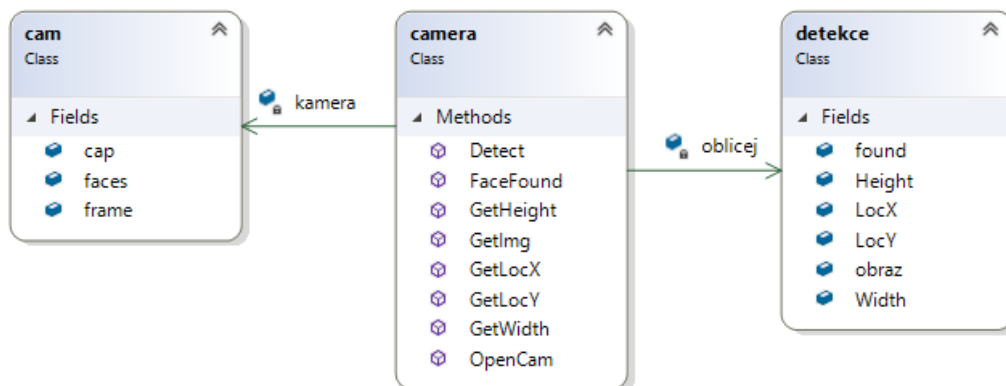 cam
Class
Fields
cap
faces
frame
kamera
camera
Class
Methods
Detect
FaceFound
GetHeight
GetImg
GetLocX
GetLocY
GetWidth
OpenCam
oblicej
detekce
Class
Fields
found
Height
LocX
LocY
obraz
Width